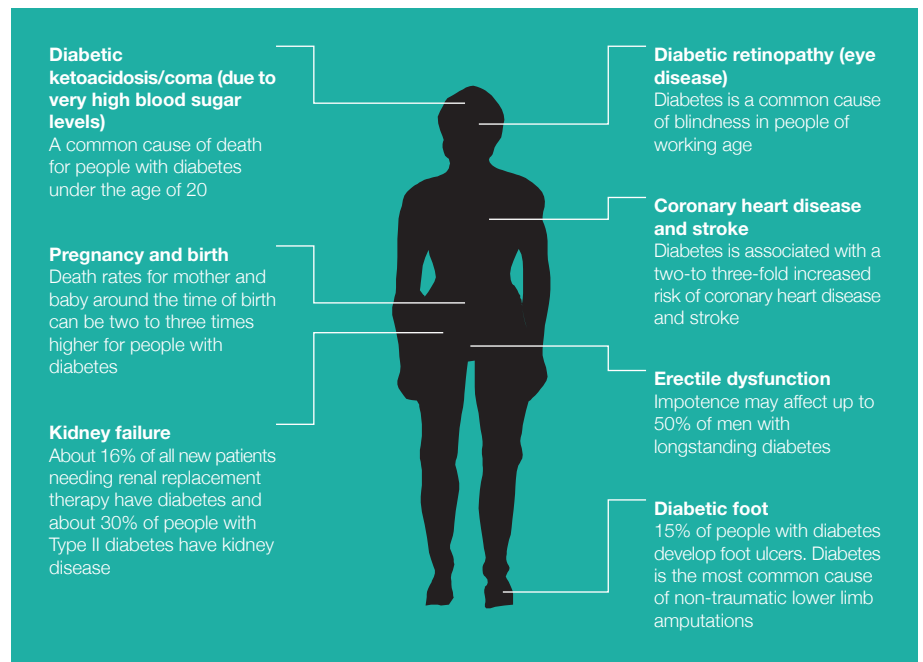 Diabetic
ketoacidosis/coma (due to
very high blood sugar
levels)
A common cause of death
for people with diabetes
under the age of 20
Pregnancy and birth
Death rates for mother and
baby around the time of birth
can be two to three times
higher for people with
diabetes
Kidney failure
About 16% of all new patients
needing renal replacement
therapy have diabetes and
about 30% of people with
Type II diabetes have kidney
disease
Diabetic retinopathy (eye
disease)
Diabetes is a common cause
of blindness in people of
working age
Coronary heart disease
and stroke
Diabetes is associated with a
two-to three-fold increased
risk of coronary heart disease
and stroke
Erectile dysfunction
Impotence may affect up to
50% of men with
longstanding diabetes
Diabetic foot
15% of people with diabetes
develop foot ulcers. Diabetes
is the most common cause
of non-traumatic lower limb
amputations